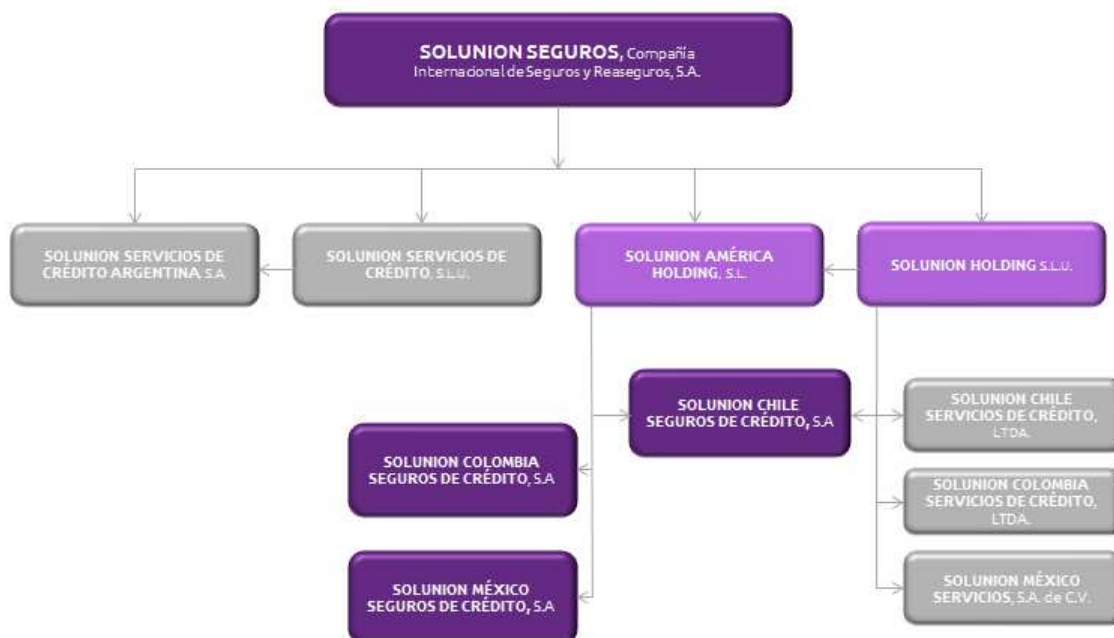 SOLUNION SEGUROS, Compañía
Internacional de Seguros y Reaseguros, S.A.
SOLUNION SERVICIOS DE
CRÉDITO ARGENTINA, S.A
SOLUNION SERVICIOS DE
CRÉDITO, S.L.U.
SOLUNION AMÉRICA
HOLDING, S.L.
SOLUNION HOLDING S.L.U.
SOLUNION CHILE
SEGUROS DE CRÉDITO, S.A
SOLUNION CHILE
SERVICIOS DE CRÉDITO,
LTDA.
SOLUNION COLOMBIA
SEGUROS DE CRÉDITO, S.A
SOLUNION COLOMBIA
SERVICIOS DE CRÉDITO,
LTDA.
SOLUNION MÉXICO
SEGUROS DE CRÉDITO, S.A
SOLUNION MÉXICO
SERVICIOS, S.A. de C.V.